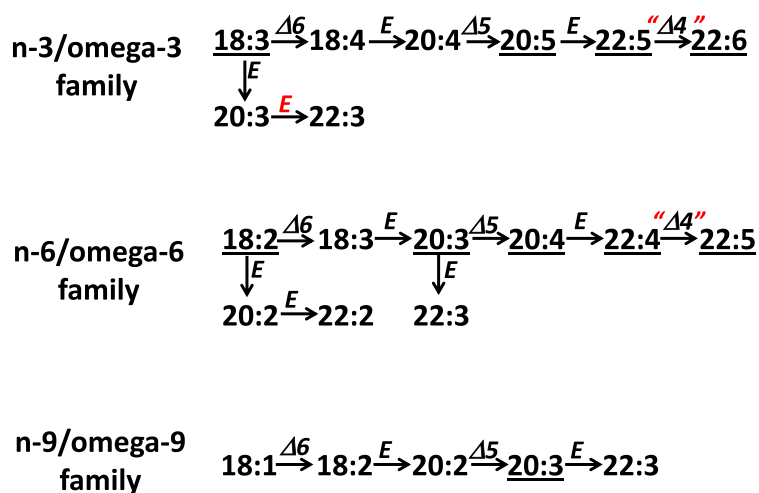 Δ6 E Δ5 E “Δ4”
n-3/omega-3 18:3 18:4 20:4 20:5 22:5 22:6
family E
E
20:3 22:3
Δ6 E Δ5 E “Δ4”
n-6/omega-6 18:2 18:3 20:3 20:4 22:4 22:5
family E E
E
20:2 22:2 22:3
n-9/omega-9 Δ6 E Δ5 E
family 18:1 18:2 20:2 20:3 22:3